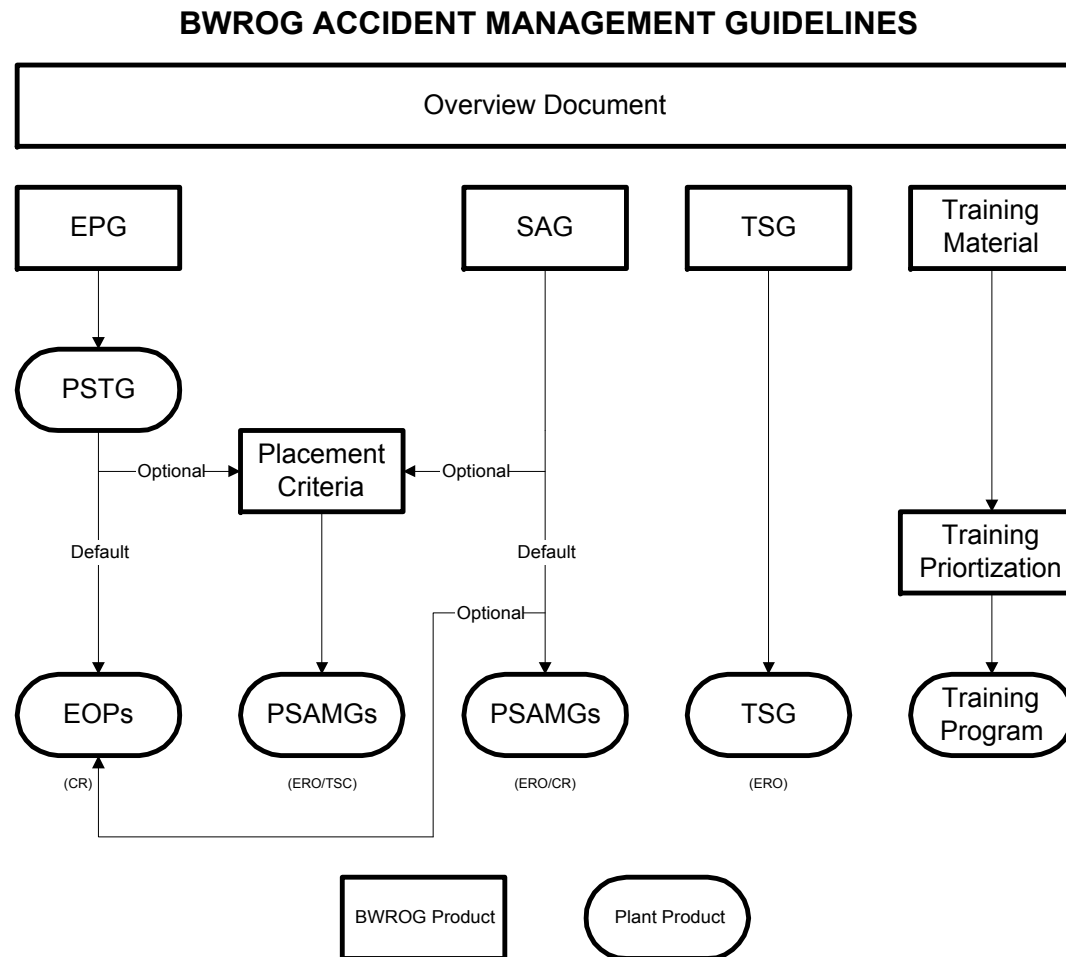 BWROG ACCIDENT MANAGEMENT GUIDELINES
Overview Document
EPG
SAG
TSG
Training
Material
PSTG
Optional
Placement
Criteria
Optional
Default
Default
Training
Priortization
Optional
EOPs
PSAMGs
PSAMGs
TSG
Training
Program
(CR)
(ERO/TSC)
(ERO/CR)
(ERO)
BWROG Product
Plant Product